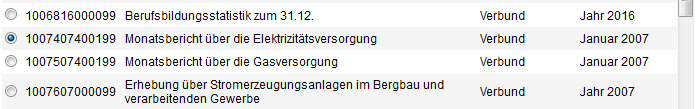 1006816000099 Berufsbildungsstatistik zum 31.12. Verbund Jahr 2016
1007407400199 Monatsbericht über die Elektrizitätsversorgung Verbund Januar 2007
1007507400099 Monatsbericht über die Gasversorgung Verbund Januar 2007
1007607000099 Erhebung über Stromerzeugungsanlagen im Bergbau und verarbeitenden Gewerbe Verbund Jahr 2007